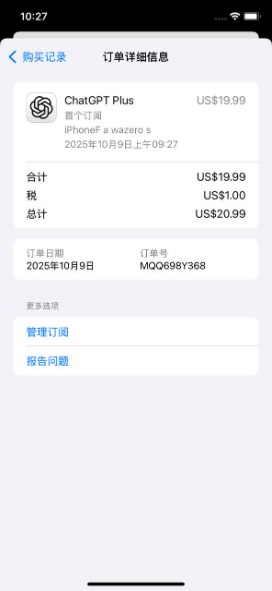 10:27
购买记录
订单详细信息
ChatGPT Plus
US$19.99
首个订阅
iPhoneF a wazero s
2025年10月9日上午09:27
合计 US$19.99
税 US$1.00
总计 US$20.99
订单日期 订单号
2025年10月9日 MQQ698Y368
更多选项
管理订阅
报告问题